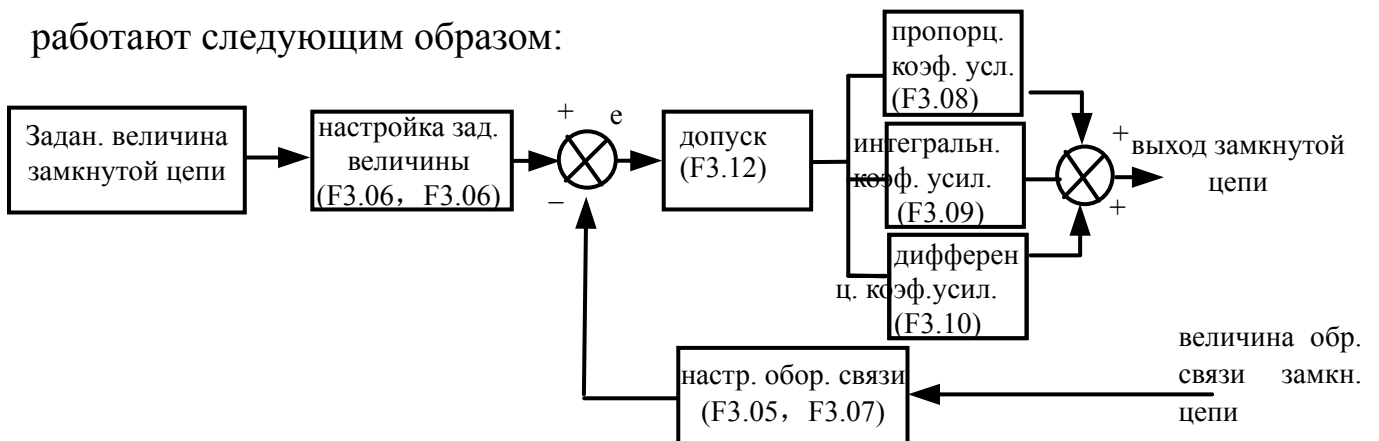 работают следующим образом:
Задан. величина
замкнутой цепи
настройка зад.
величины
(F3.06，F3.06)
+
e
−
допуск
(F3.12)
пропорц.
коэф. усл.
(F3.08)
интегральн.
коэф. усил.
(F3.09)
дифферен
ц. коэф.усил.
(F3.10)
+
+
выход замкнутой
цепи
настр. обор. связи
(F3.05，F3.07)
величина обр.
связи замкн.
цепи